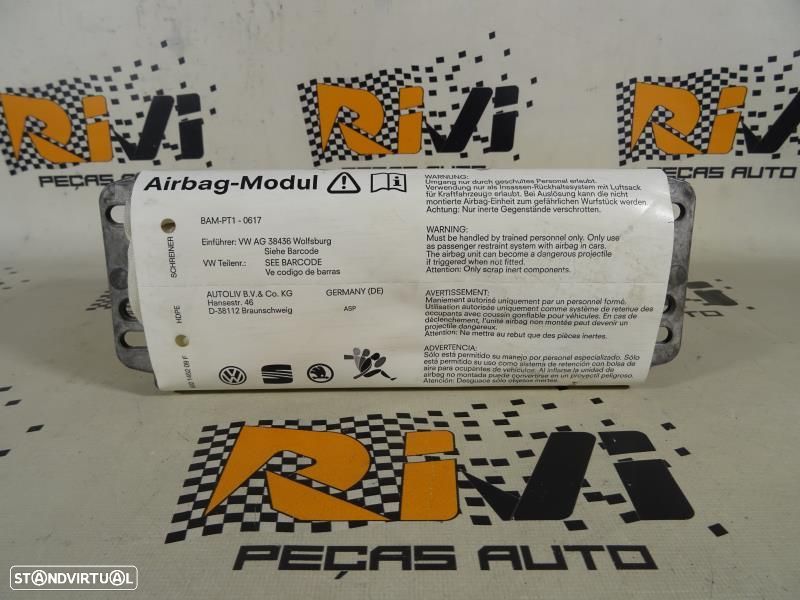 RiVi
PEÇAS AUTO
RiVi
PEÇAS AUTO
RiVi
PEÇAS AUTO
Airbag-Modul
BAM-PT1 - 0617
Einführer: VW AG 38436 Wolfsburg
Siehe Barcode
VW Teilenr.: SEE BARCODE
Ve codigo de barras
AUTOLIV B.V.& Co. KG GERMANY (DE)
Hansestr. 46
D-38112 Braunschweig ASP
SCHREINER
HDPE
WARNUNG:
Umgang nur durch geschultes Personal erlaubt.
Verwendung nur als Insassen-Rückhaltesystem mit Luftsack
für Kraftfahrzeuge erlaubt. Bei Auslösung kann die nicht
montierte Airbag-Einheit zum gefährlichen Wurfstück werden.
Achtung: Nur inerte Gegenstände verschrotten.
WARNING:
Must be handled by trained personnel only. Only use
as passenger restraint system with airbag in cars.
The airbag unit can become a dangerous projectile
if triggered when not fitted.
Attention: Only scrap inert components.
AVERTISSEMENT:
Maniement autorisé uniquement par un personnel formé.
Utilisation autorisée uniquement comme système de retenue des
occupants avec coussin gonflable pour véhicules. En cas de
déclenchement, l'unité airbag non montée peut devenir un
projectile dangereux.
Attention: Ne mettre au rebut que des pièces inertes.
ADVERTENCIA:
Sólo está permitido su manejo por personal especializado. Sólo
está permitido su uso como sistema de retención con bolsa de
aire para ocupantes de vehículos. Al inflarse la unidad de
airbag no montada puede convertirse en un proyectil peligroso.
Atención: Desguace sólo objetos inertes.
RiVi
PEÇAS AUTO
STANDVIRTUAL